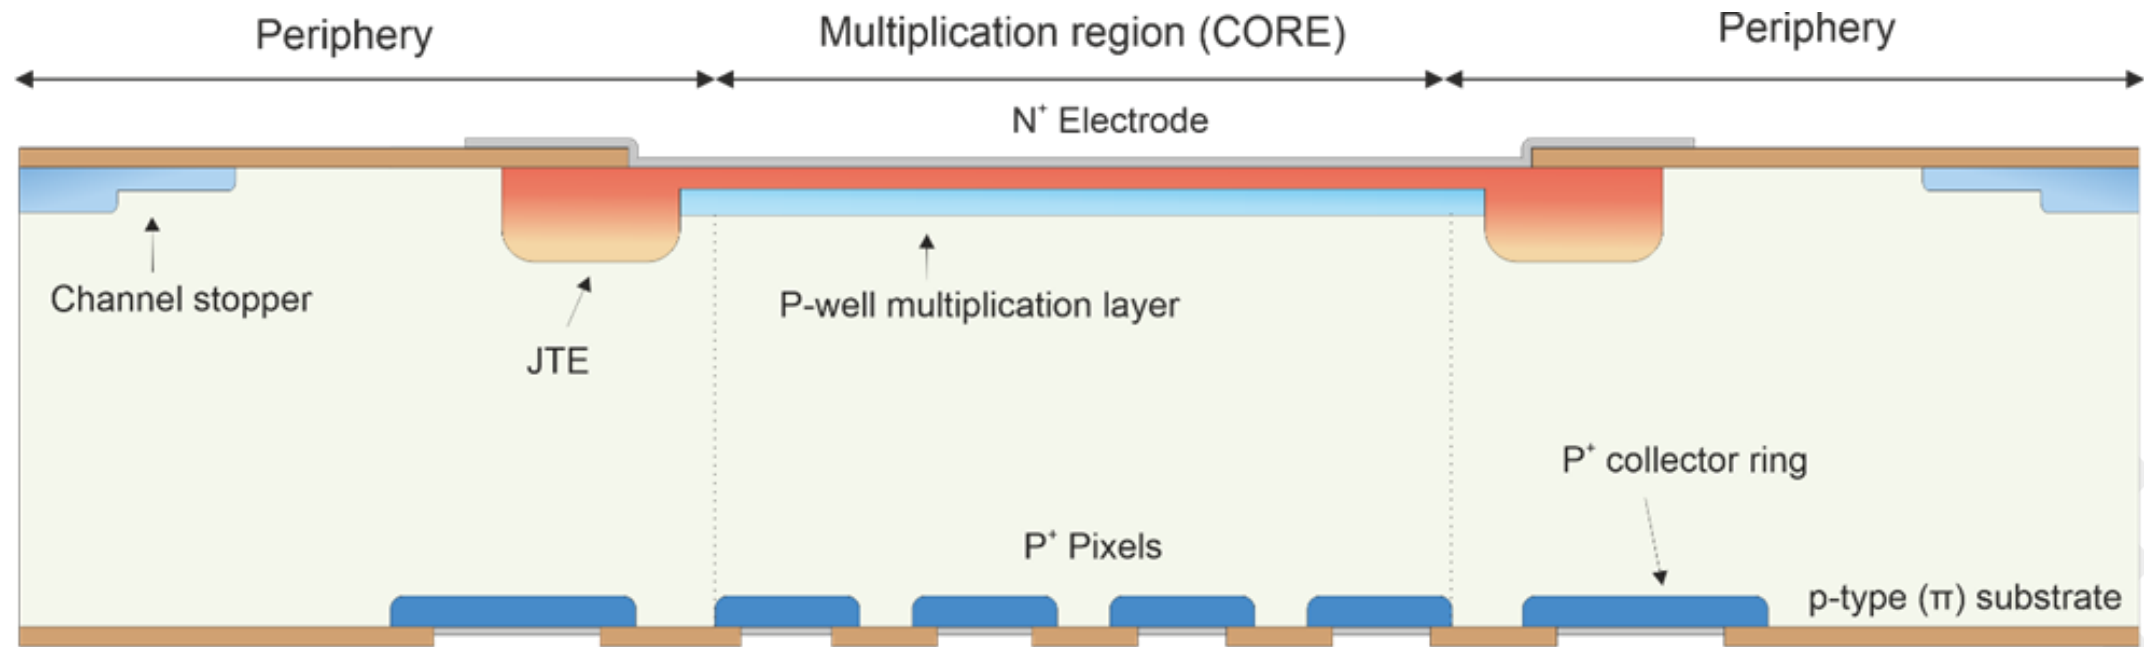 Periphery
Multiplication region (CORE)
Periphery
N⁺ Electrode
Channel stopper
P-well multiplication layer
JTE
P⁺ collector ring
P⁺ Pixels
p-type (π) substrate